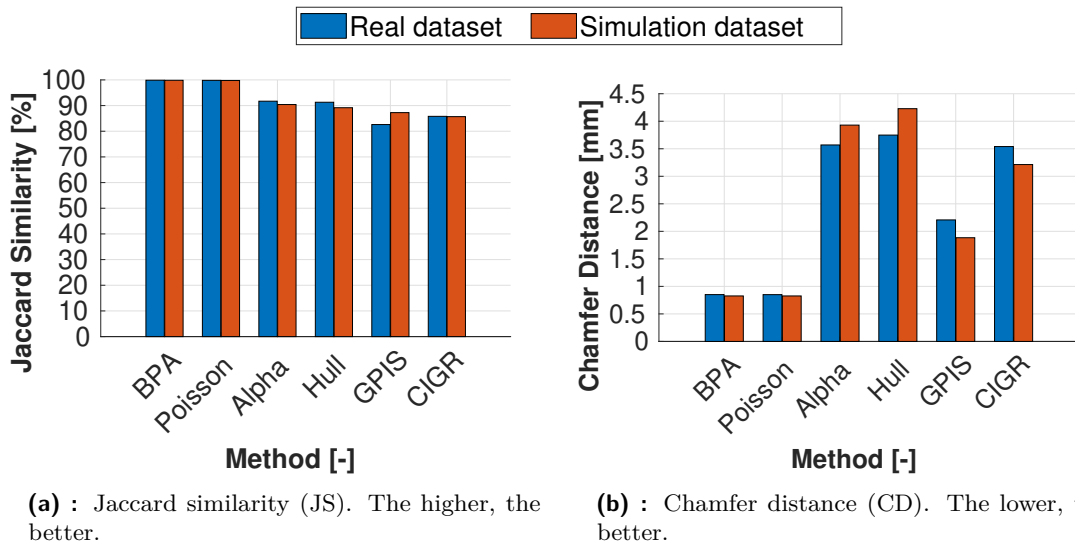 Real dataset Simulation dataset
100
90
80
70
60
50
40
30
20
10
0
Jaccard Similarity [%]
BPA Poisson Alpha Hull GPIS CIGR
Method [-]
(a) : Jaccard similarity (JS). The higher, the
better.
4.5
4
3.5
3
2.5
2
1.5
1
0.5
0
Chamfer Distance [mm]
BPA Poisson Alpha Hull GPIS CIGR
Method [-]
(b) : Chamfer distance (CD). The lower,
better.